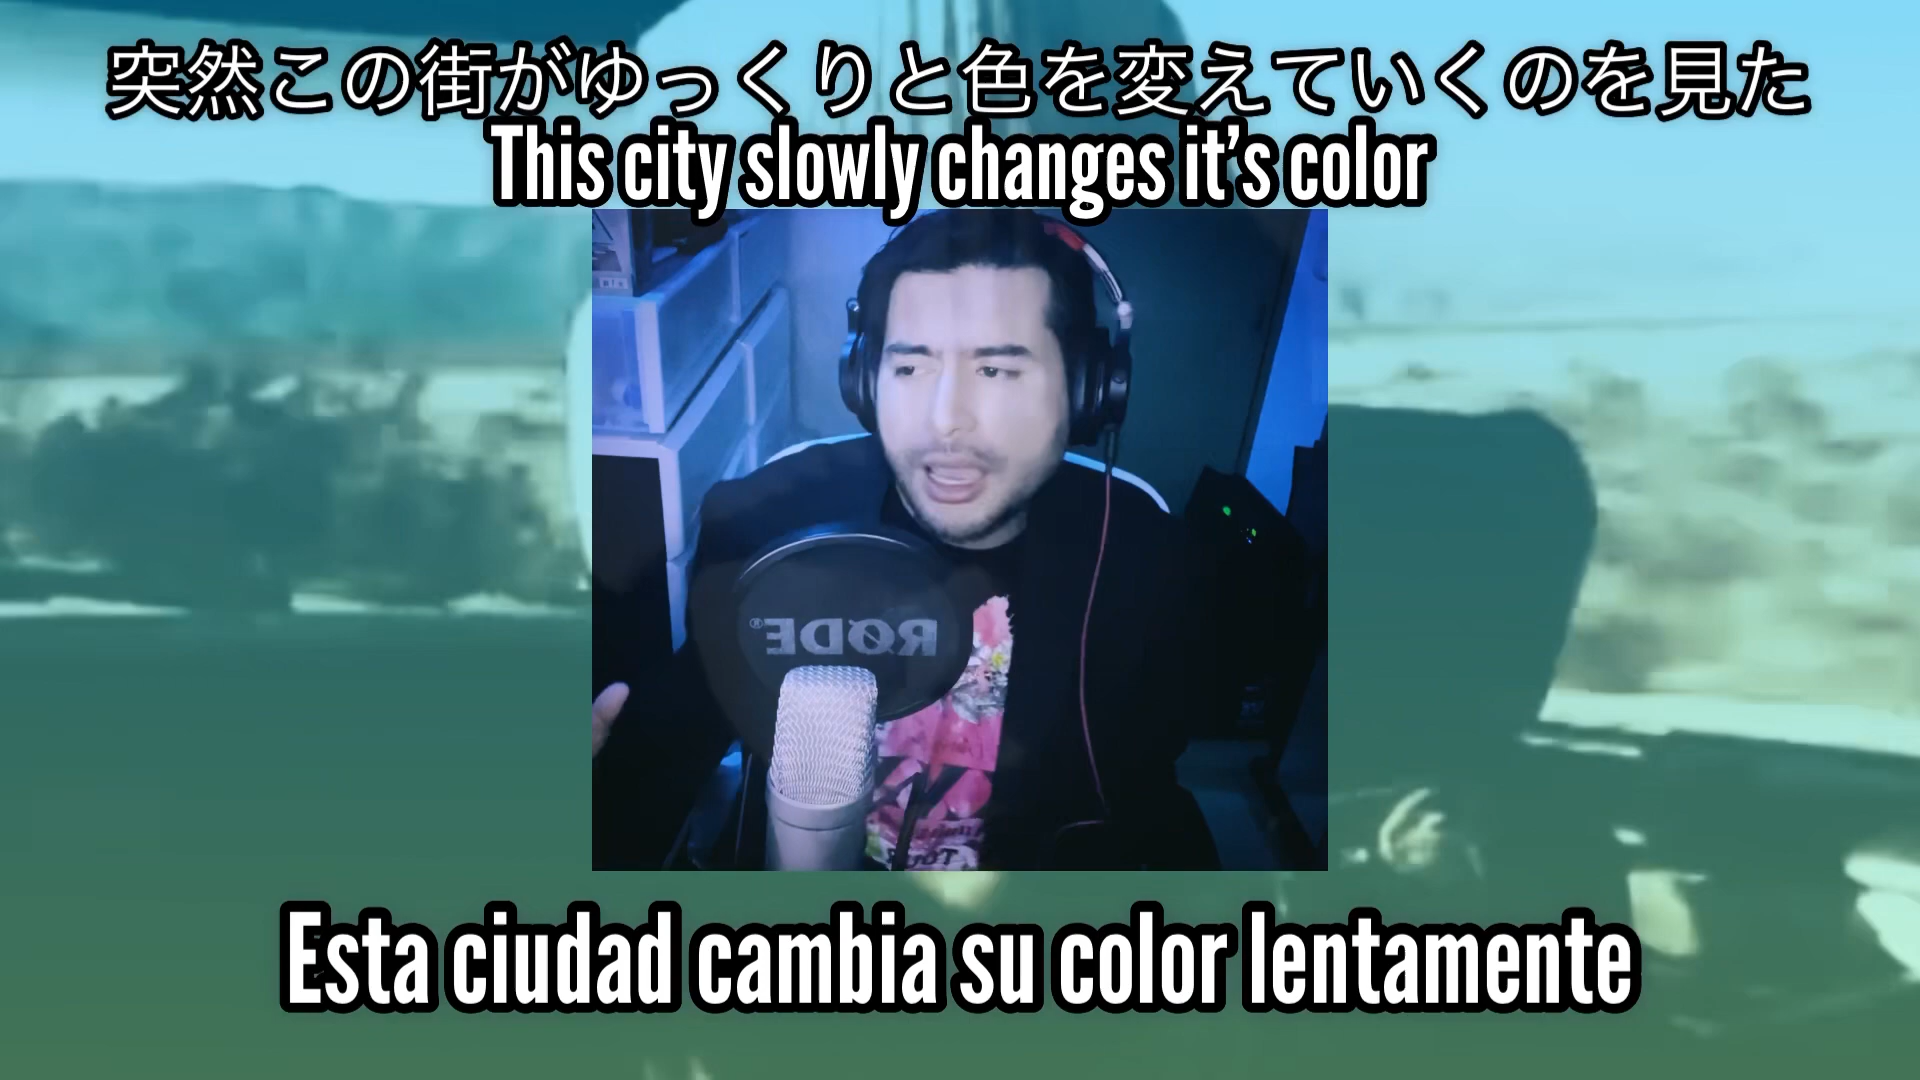 突然この街がゆっくりと色を変えていくのを見た
This city slowly changes it's color
RØDE®
Esta ciudad cambia su color lentamente